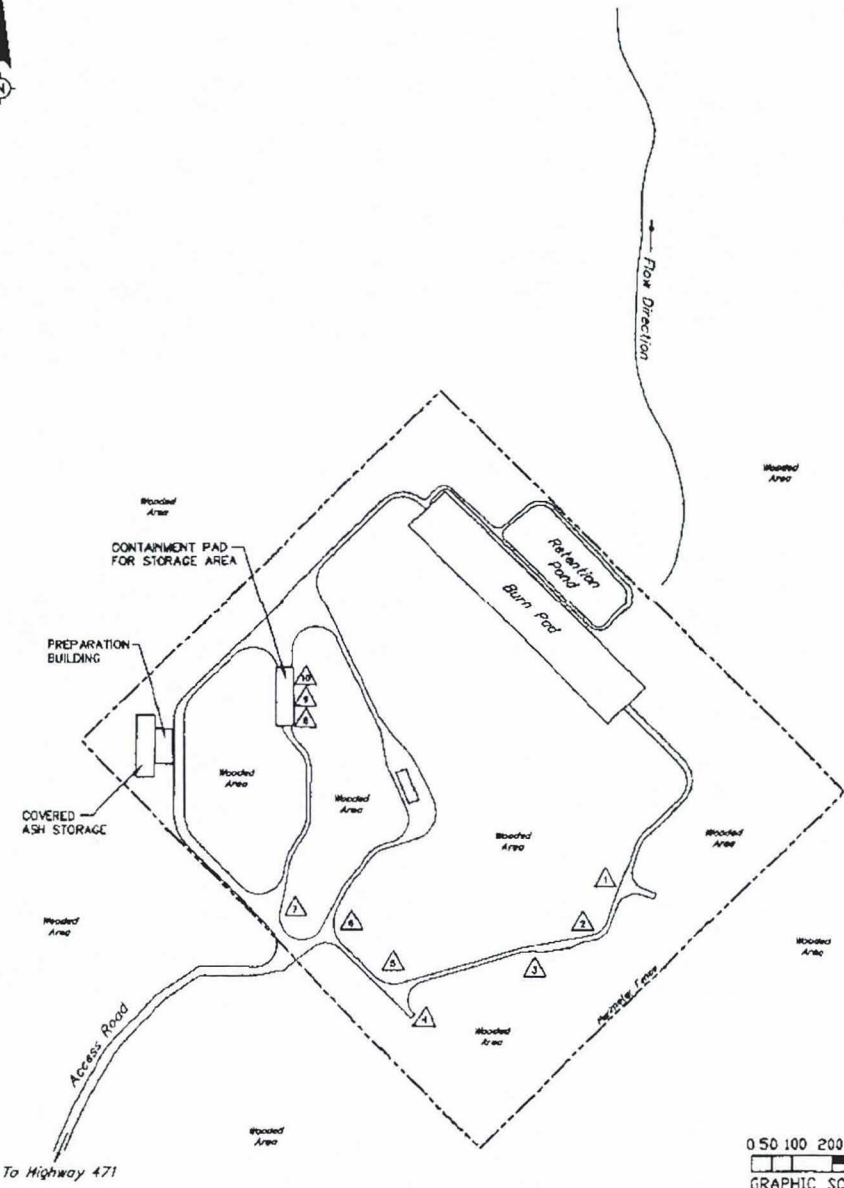 N
Flow Direction
Wooded
Area
Wooded
Area
CONTAINMENT PAD
FOR STORAGE AREA
Retention
Pond
Burn Pad
PREPARATION
BUILDING
10
9
8
Wooded
Area
Wooded
Area
COVERED
ASH STORAGE
Wooded
Area
Wooded
Area
1
7
6
2
Wooded
Area
Wooded
Area
5
3
Perimeter Fence
4
Wooded
Area
Access Road
Wooded
Area
To Highway 471
0 50 100 200
GRAPHIC SC